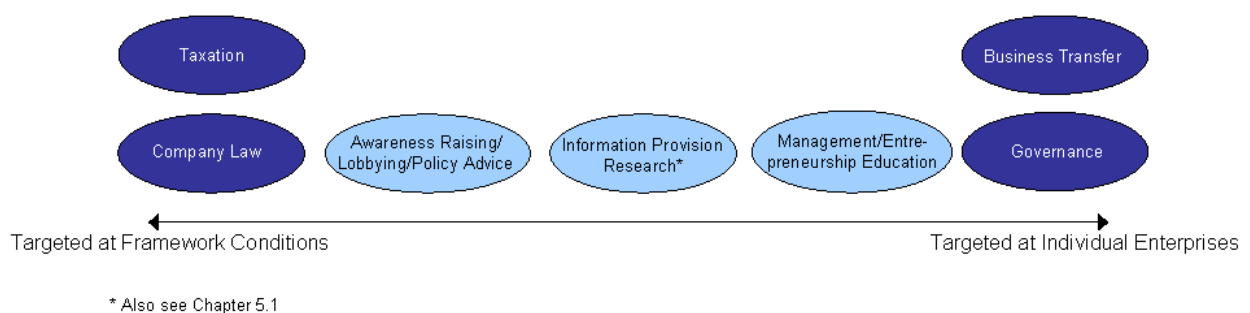 Taxation
Business Transfer
Company Law
Awareness Raising/
Lobbying/Policy Advice
Information Provision
Research*
Management/Entre-
preneurship Education
Governance
Targeted at Framework Conditions
Targeted at Individual Enterprises
* Also see Chapter 5.1